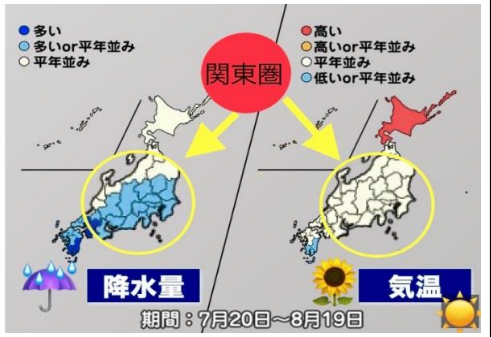 多い
多いor平年並み
平年並み
関東圏
高い
高いor平年並み
平年並み
低いor平年並み
降水量
気温
期間：7月20日〜8月19日